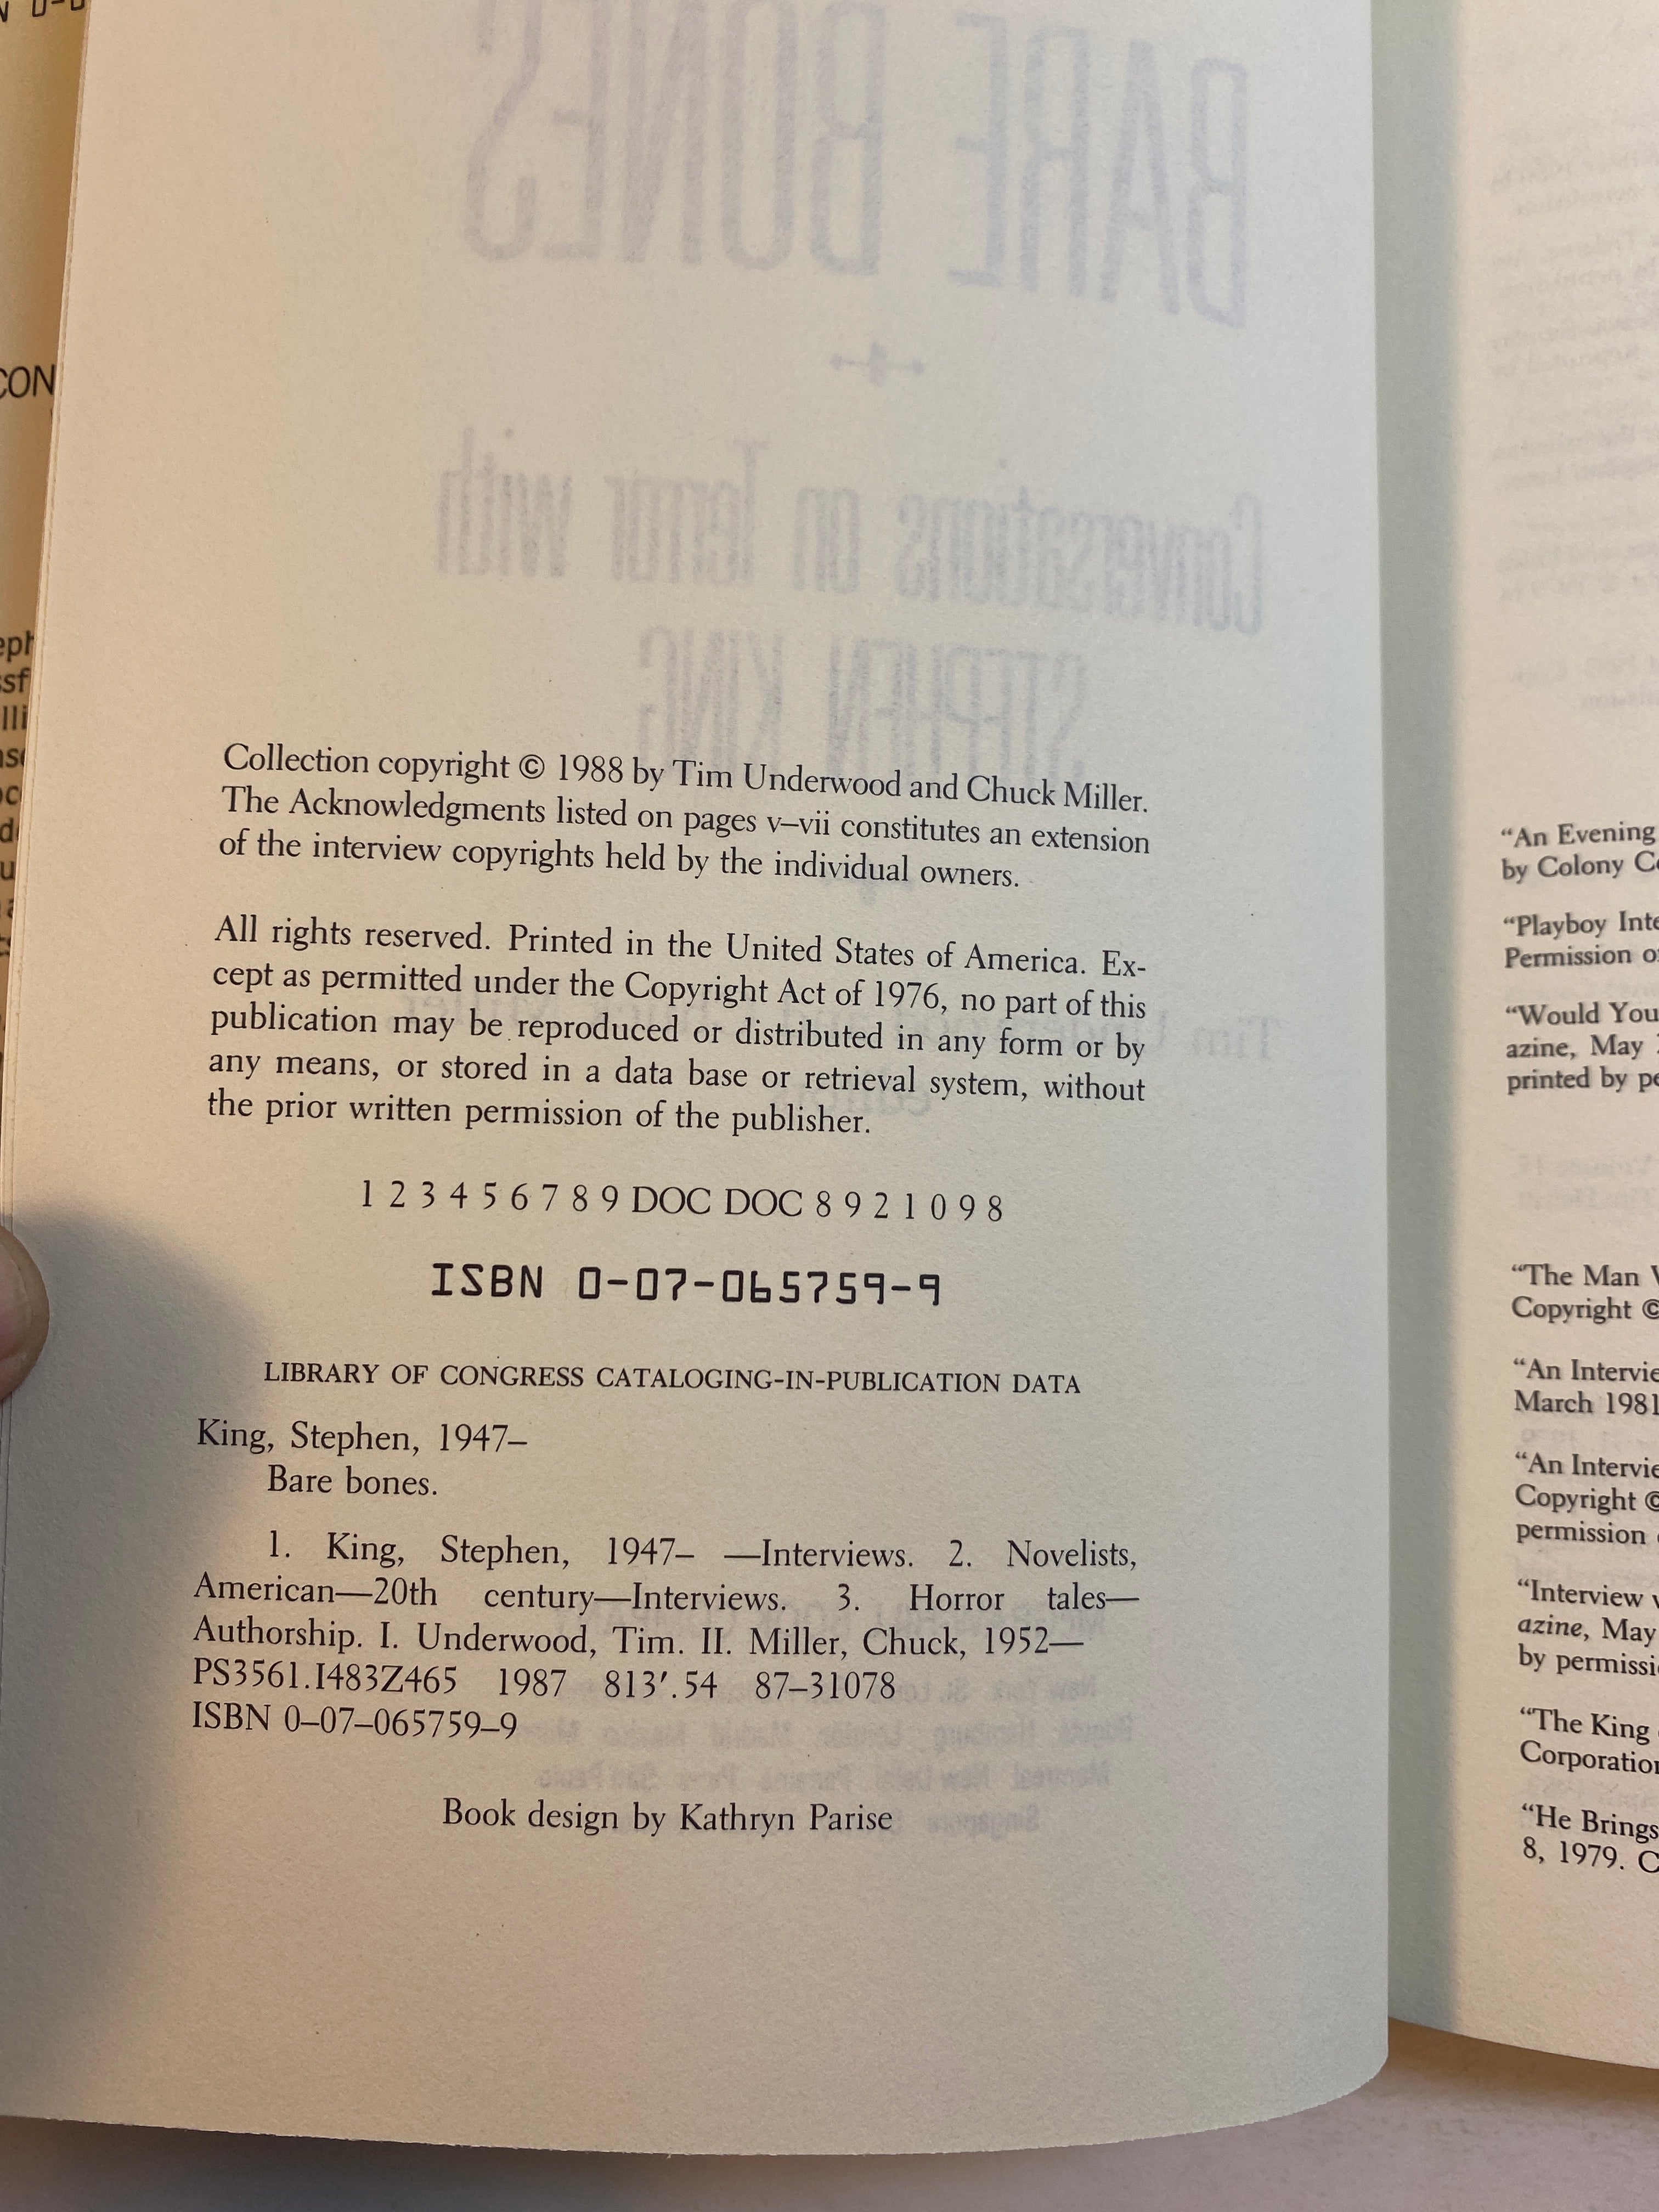 BARE BONES
Conversations on Terror with
STEPHEN KING
Collection copyright © 1988 by Tim Underwood and Chuck Miller.
The Acknowledgments listed on pages v–vii constitutes an extension
of the interview copyrights held by the individual owners.
All rights reserved. Printed in the United States of America. Ex-
cept as permitted under the Copyright Act of 1976, no part of this
publication may be reproduced or distributed in any form or by
any means, or stored in a data base or retrieval system, without
the prior written permission of the publisher.
1 2 3 4 5 6 7 8 9 DOC DOC 8 9 2 1 0 9 8
ISBN 0-07-065759-9
LIBRARY OF CONGRESS CATALOGING-IN-PUBLICATION DATA
King, Stephen, 1947–
Bare bones.
1. King, Stephen, 1947– —Interviews. 2. Novelists,
American—20th century—Interviews. 3. Horror tales—
Authorship. I. Underwood, Tim. II. Miller, Chuck, 1952—
PS3561.I483Z465 1987 813′.54 87–31078
ISBN 0–07–065759–9
Book design by Kathryn Parise
“An Evening
by Colony
“Playboy
Permission
“Would You
azine, May
printed by
“The Man
Copyright ©
“An
March 1981
“An
Copyright ©
permission
“Interview
azine, May
by
“The King
“He Brings
8, 1979.